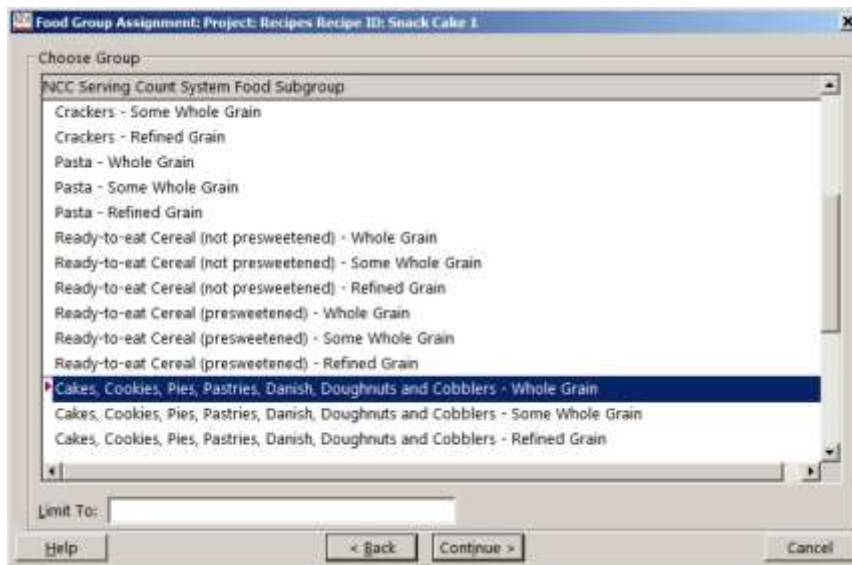 Food Group Assignment: Project: Recipes Recipe ID: Snack Cake 1
Choose Group
NCC Serving Count System Food Subgroup
Crackers - Some Whole Grain
Crackers - Refined Grain
Pasta - Whole Grain
Pasta - Some Whole Grain
Pasta - Refined Grain
Ready-to-eat Cereal (not presweetened) - Whole Grain
Ready-to-eat Cereal (not presweetened) - Some Whole Grain
Ready-to-eat Cereal (not presweetened) - Refined Grain
Ready-to-eat Cereal (presweetened) - Whole Grain
Ready-to-eat Cereal (presweetened) - Some Whole Grain
Ready-to-eat Cereal (presweetened) - Refined Grain
Cakes, Cookies, Pies, Pastries, Danish, Doughnuts and Cobblers - Whole Grain
Cakes, Cookies, Pies, Pastries, Danish, Doughnuts and Cobblers - Some Whole Grain
Cakes, Cookies, Pies, Pastries, Danish, Doughnuts and Cobblers - Refined Grain
Limit To:
Help < Back Continue > Cancel